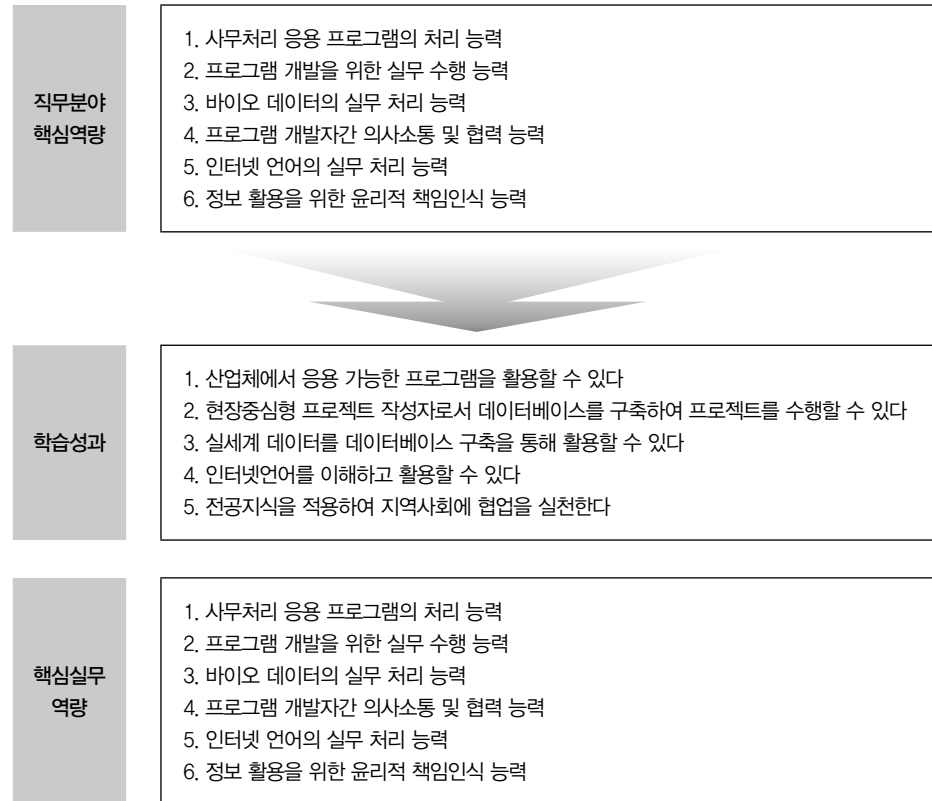 직무분야
핵심역량
1. 사무처리 응용 프로그램의 처리 능력
2. 프로그램 개발을 위한 실무 수행 능력
3. 바이오 데이터의 실무 처리 능력
4. 프로그램 개발자간 의사소통 및 협력 능력
5. 인터넷 언어의 실무 처리 능력
6. 정보 활용을 위한 윤리적 책임인식 능력
학습성과
1. 산업체에서 응용 가능한 프로그램을 활용할 수 있다
2. 현장중심형 프로젝트 작성자로서 데이터베이스를 구축하여 프로젝트를 수행할 수 있다
3. 실세계 데이터를 데이터베이스 구축을 통해 활용할 수 있다
4. 인터넷언어를 이해하고 활용할 수 있다
5. 전공지식을 적용하여 지역사회에 협업을 실천한다
핵심실무
역량
1. 사무처리 응용 프로그램의 처리 능력
2. 프로그램 개발을 위한 실무 수행 능력
3. 바이오 데이터의 실무 처리 능력
4. 프로그램 개발자간 의사소통 및 협력 능력
5. 인터넷 언어의 실무 처리 능력
6. 정보 활용을 위한 윤리적 책임인식 능력